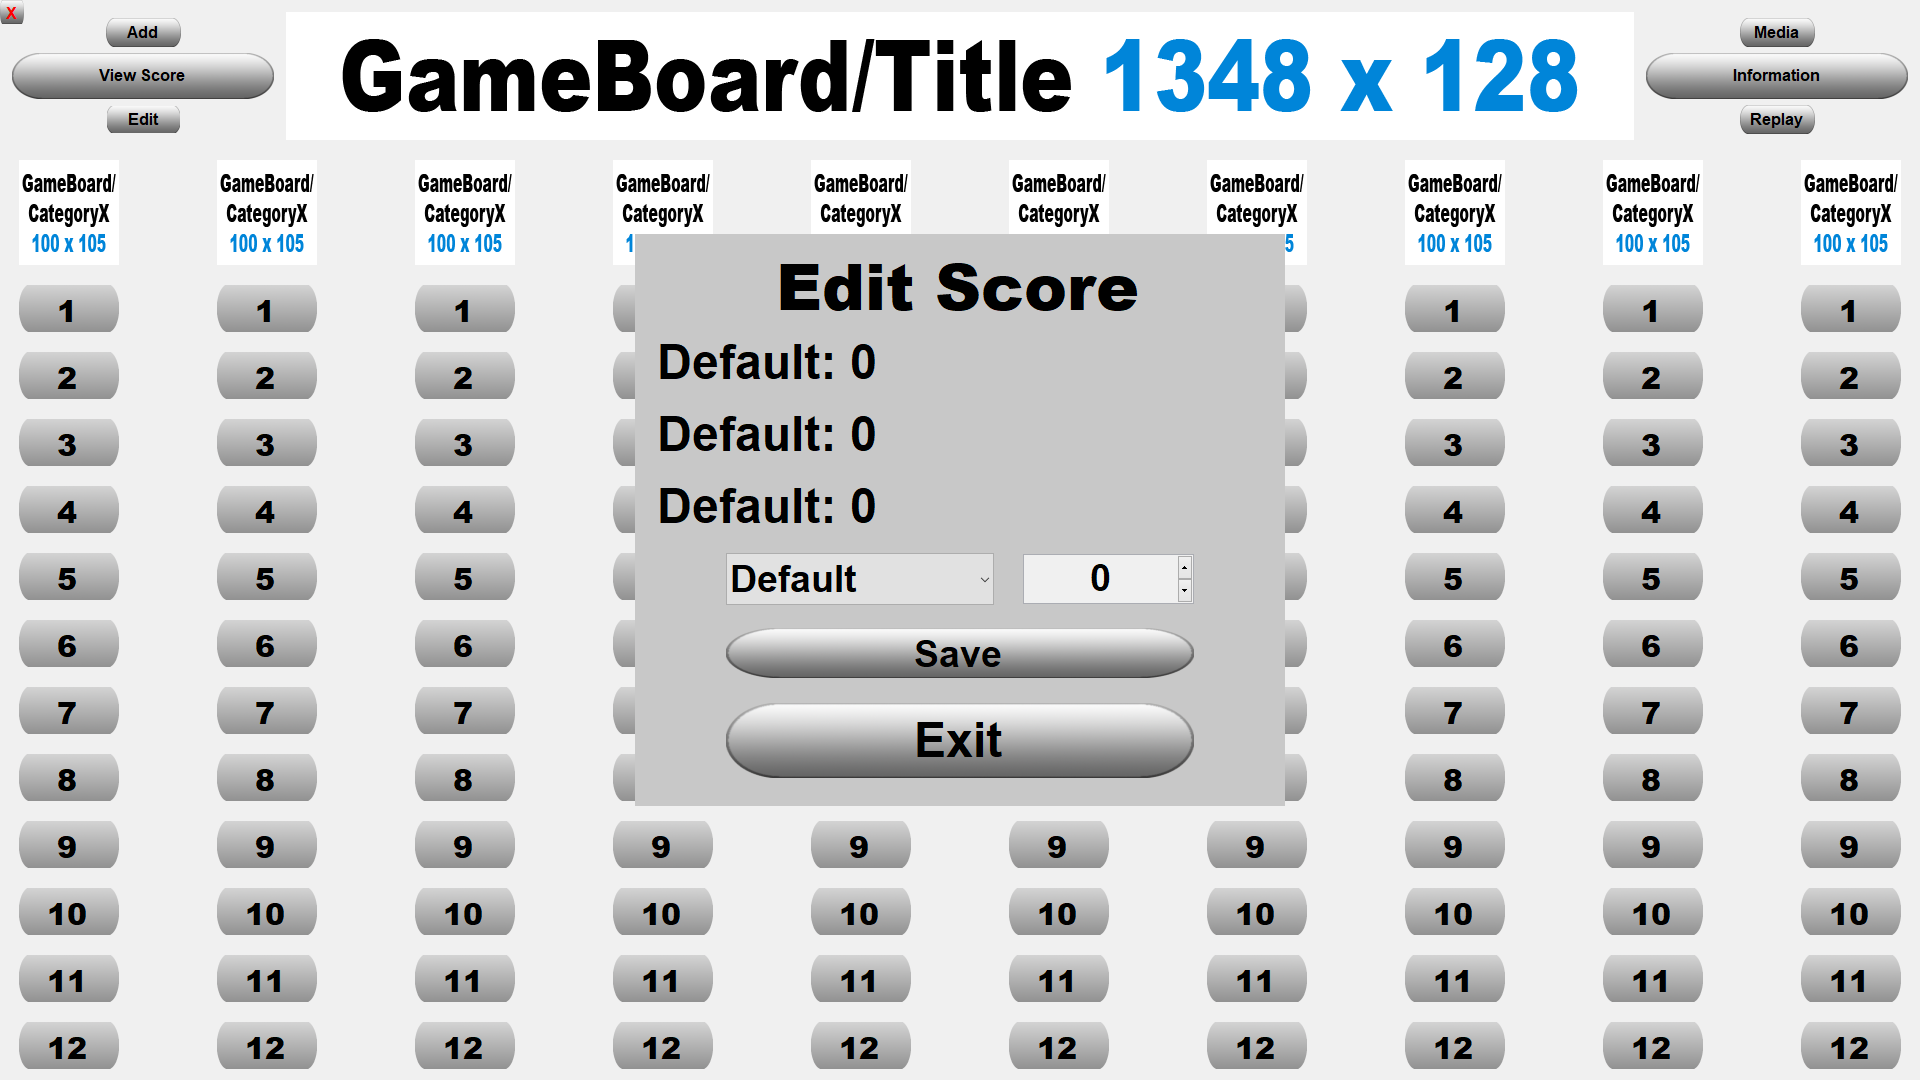 X
Add
View Score
Edit
GameBoard/Title 1348 x 128
Media
Information
Replay
GameBoard/ GameBoard/ GameBoard/ GameBoard/ GameBoard/ GameBoard/ GameBoard/ GameBoard/ GameBoard/ GameBoard/
CategoryX CategoryX CategoryX CategoryX CategoryX CategoryX CategoryX CategoryX CategoryX CategoryX
100 x 105 100 x 105 100 x 105 1 5 100 x 105 100 x 105 100 x 105
Edit Score
1 1 1 1 1 1
Default: 0
2 2 2 2 2 2
Default: 0
3 3 3 3 3 3
Default: 0
4 4 4 4 4 4
Default 0
5 5 5 5 5 5
Save
6 6 6 6 6 6
7 7 7 7 7 7
Exit
8 8 8 8 8 8
9 9 9 9 9 9 9 9 9 9
10 10 10 10 10 10 10 10 10 10
11 11 11 11 11 11 11 11 11 11
12 12 12 12 12 12 12 12 12 12